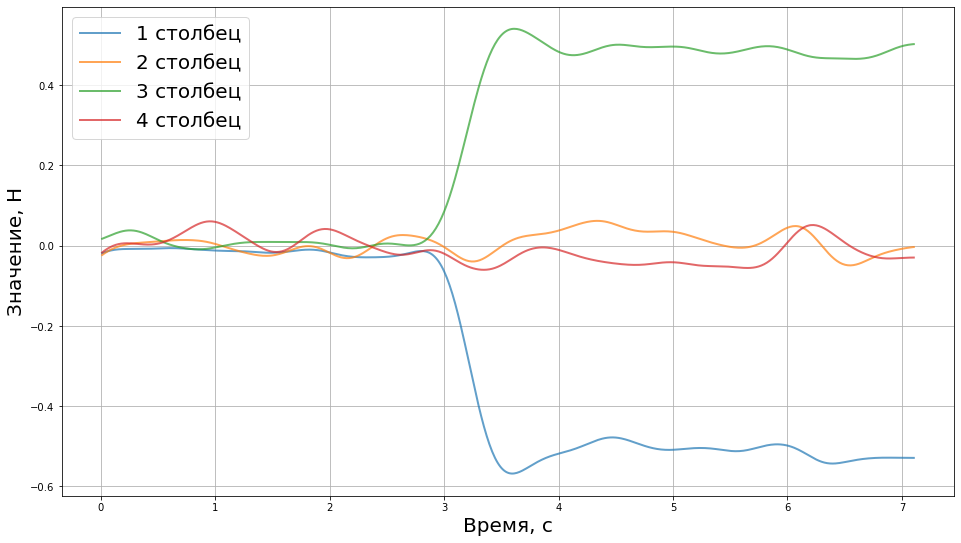 1 столбец
2 столбец
3 столбец
4 столбец
0.4
0.2
0.0
−0.2
−0.4
−0.6
Значение, Н
0 1 2 3 4 5 6 7
Время, с